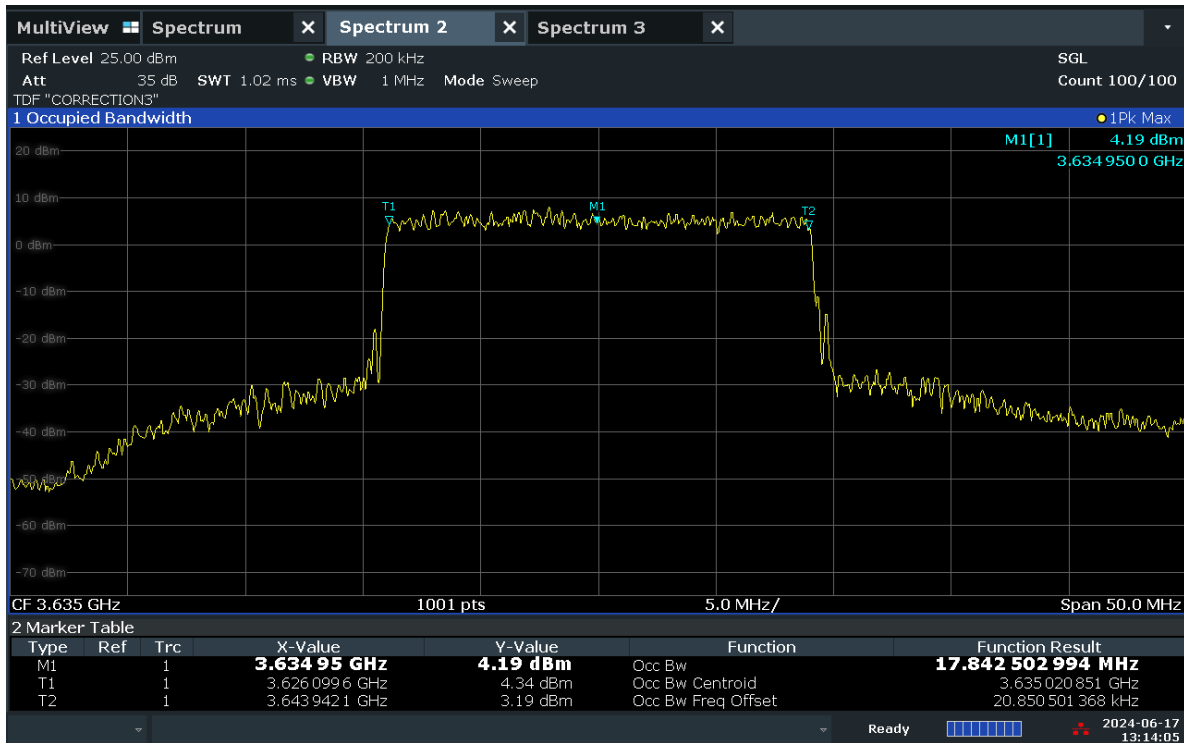 MultiView Spectrum X Spectrum 2 X Spectrum 3 X
Ref Level 25.00 dBm RBW 200 kHz SGL
Att 35 dB SWT 1.02 ms VBW 1 MHz Mode Sweep Count 100/100
TDF "CORRECTION3"
1 Occupied Bandwidth 1Pk Max
M1[1] 4.19 dBm
3.634 950 0 GHz
20 dBm
10 dBm
T1 M1 T2
0 dBm
-10 dBm
-20 dBm
-30 dBm
-40 dBm
-50 dBm
-60 dBm
-70 dBm
CF 3.635 GHz 1001 pts 5.0 MHz/ Span 50.0 MHz
2 Marker Table
Type Ref Trc X-Value Y-Value Function Function Result
M1 1 3.634 95 GHz 4.19 dBm Occ Bw 17.842 502 994 MHz
T1 1 3.626 099 6 GHz 4.34 dBm Occ Bw Centroid 3.635 020 851 GHz
T2 1 3.643 942 1 GHz 3.19 dBm Occ Bw Freq Offset 20.850 501 368 kHz
Ready 2024-06-17
13:14:05